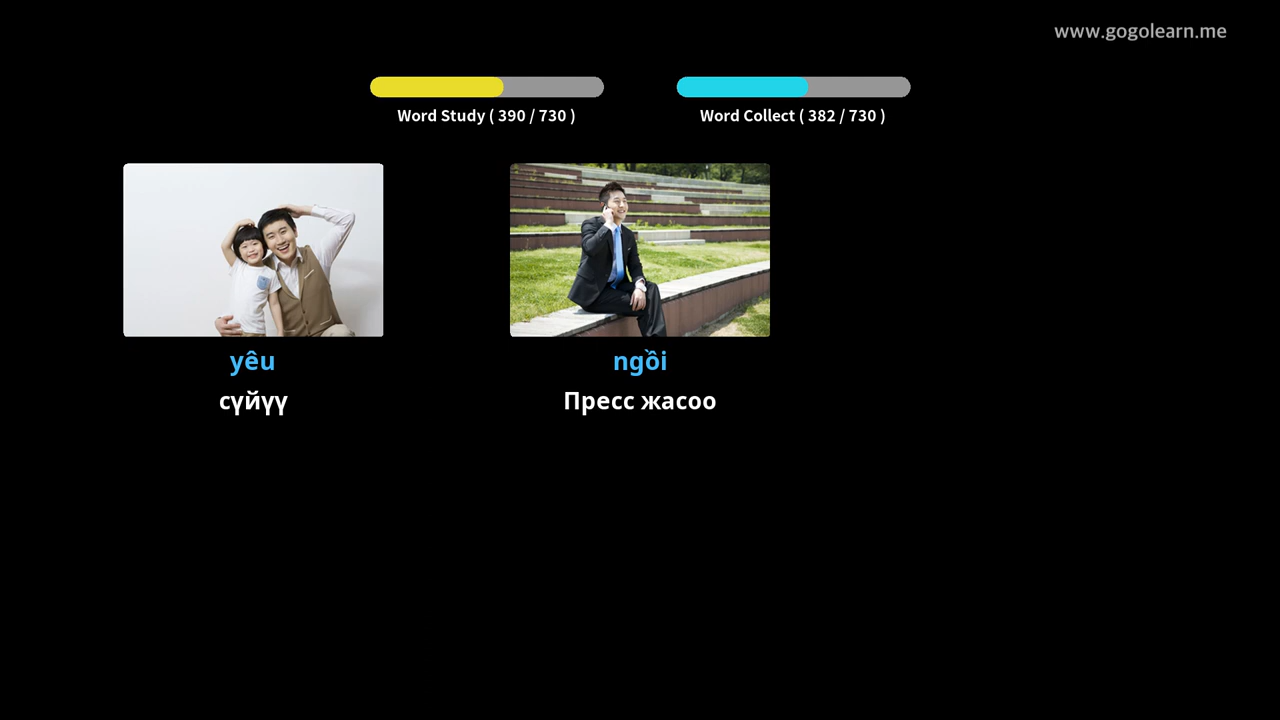 www.gogolearn.me
Word Study ( 390 / 730 )
Word Collect ( 382 / 730 )
yêu
сүйүү
ngồi
Пресс жасоо